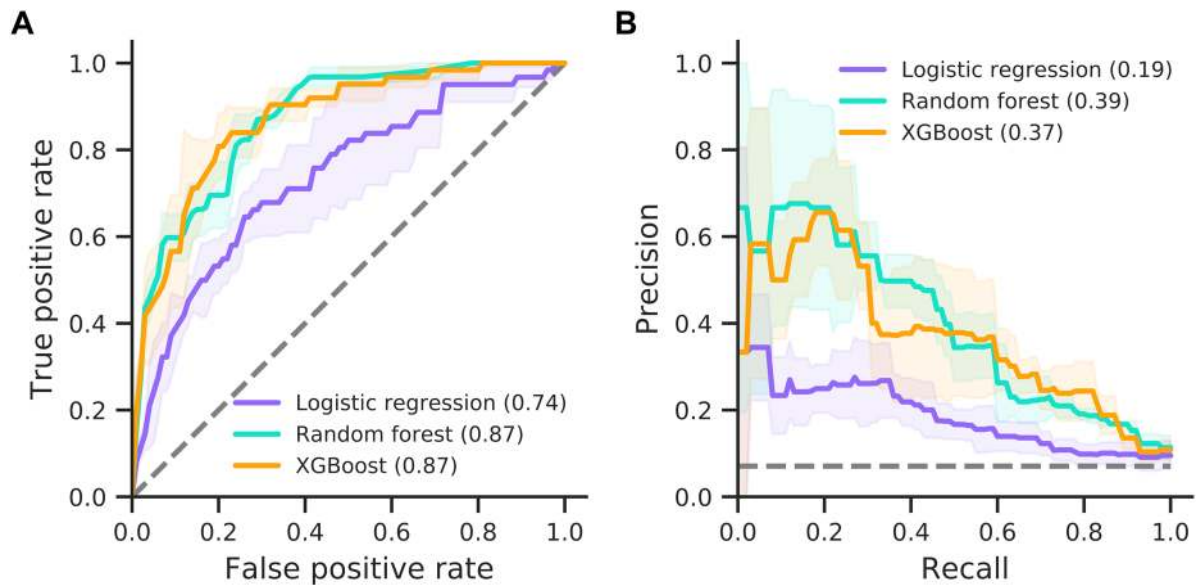 A
True positive rate
1.0
0.8
0.6
0.4
0.2
0.0
Logistic regression (0.74)
Random forest (0.87)
XGBoost (0.87)
0.0 0.2 0.4 0.6 0.8 1.0
False positive rate
B
Precision
1.0
0.8
0.6
0.4
0.2
0.0
Logistic regression (0.19)
Random forest (0.39)
XGBoost (0.37)
0.0 0.2 0.4 0.6 0.8 1.0
Recall